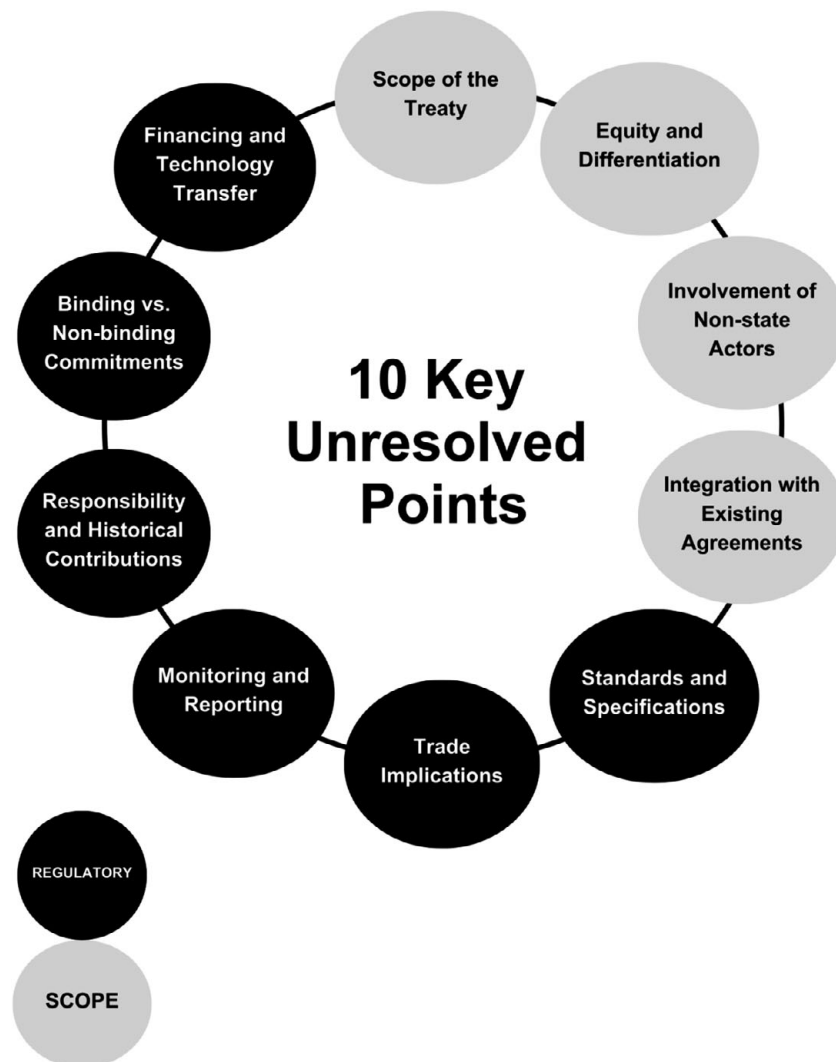 Scope of the
Treaty
Equity and
Differentiation
Involvement of
Non-state
Actors
Integration with
Existing
Agreements
Standards and
Specifications
Trade
Implications
Monitoring and
Reporting
Responsibility
and Historical
Contributions
Binding vs.
Non-binding
Commitments
Financing and
Technology
Transfer
10 Key
Unresolved
Points
REGULATORY
SCOPE